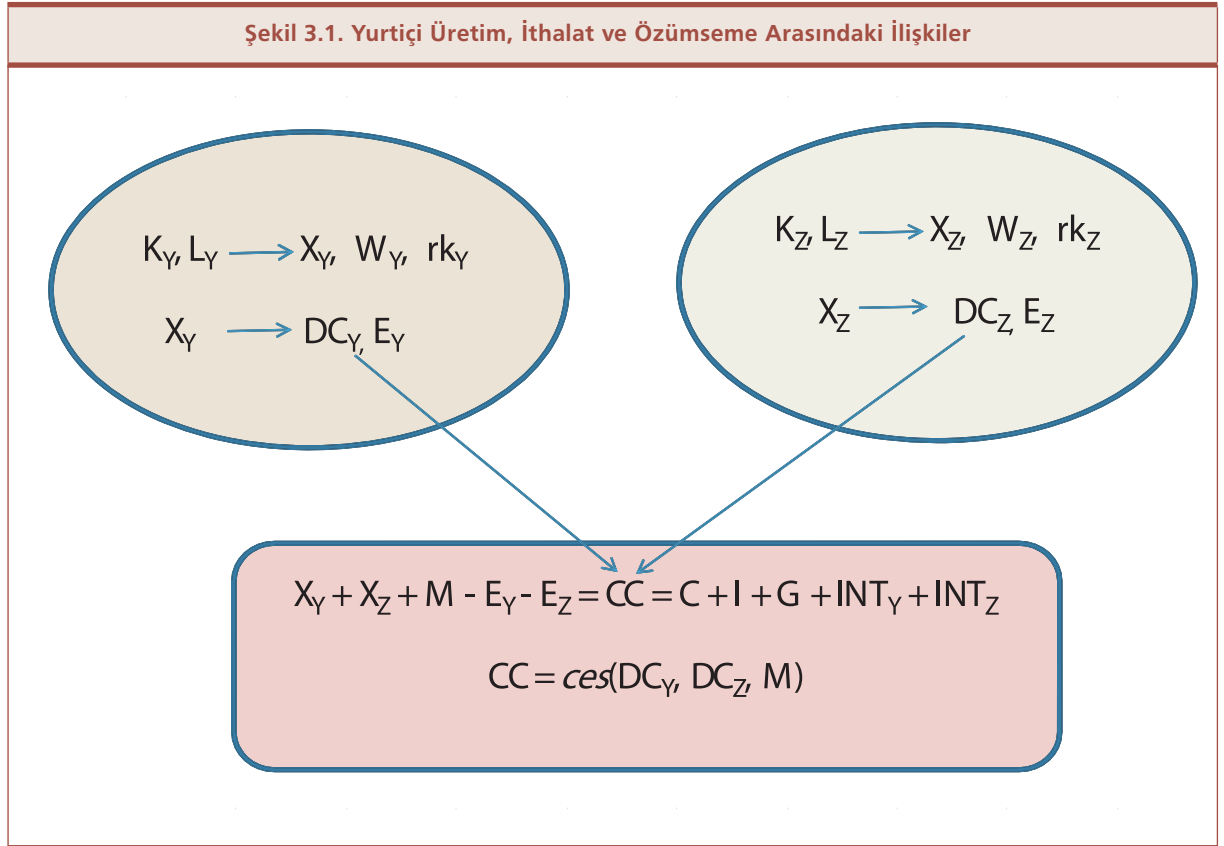 Şekil 3.1. Yurtiçi Üretim, İthalat ve Özümseme Arasındaki İlişkiler
K_Y, L_Y → X_Y, W_Y, rk_Y
X_Y → DC_Y, E_Y
K_Z, L_Z → X_Z, W_Z, rk_Z
X_Z → DC_Z, E_Z
X_Y + X_Z + M - E_Y - E_Z = CC = C + I + G + INT_Y + INT_Z
CC = ces(DC_Y, DC_Z, M)